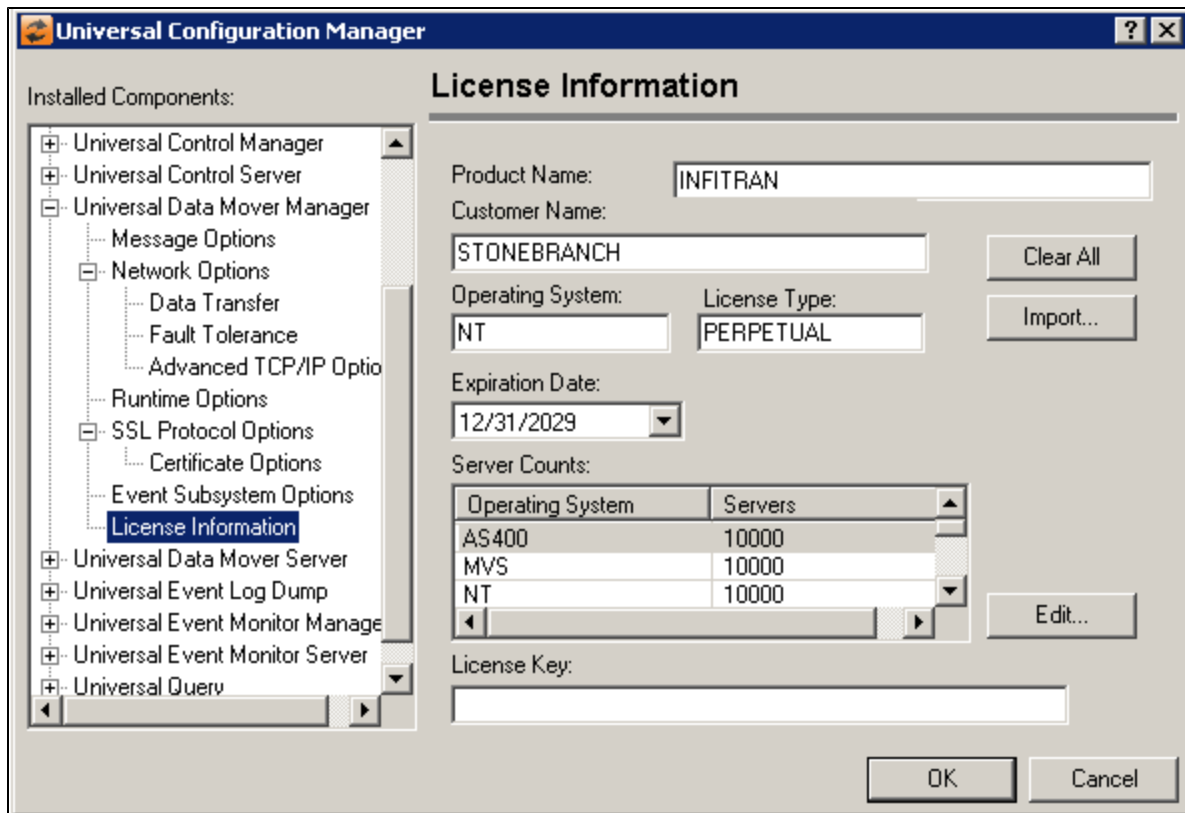 Universal Configuration Manager
Installed Components:
Universal Control Manager
Universal Control Server
Universal Data Mover Manager
Message Options
Network Options
Data Transfer
Fault Tolerance
Advanced TCP/IP Optio
Runtime Options
SSL Protocol Options
Certificate Options
Event Subsystem Options
License Information
Universal Data Mover Server
Universal Event Log Dump
Universal Event Monitor Manage
Universal Event Monitor Server
Universal Query
License Information
Product Name: INFITRAN
Customer Name:
STONEBRANCH
Clear All
Operating System: License Type:
NT PERPETUAL
Import...
Expiration Date:
12/31/2029
Server Counts:
Operating System Servers
AS400 10000
MVS 10000
NT 10000
Edit...
License Key:
OK Cancel